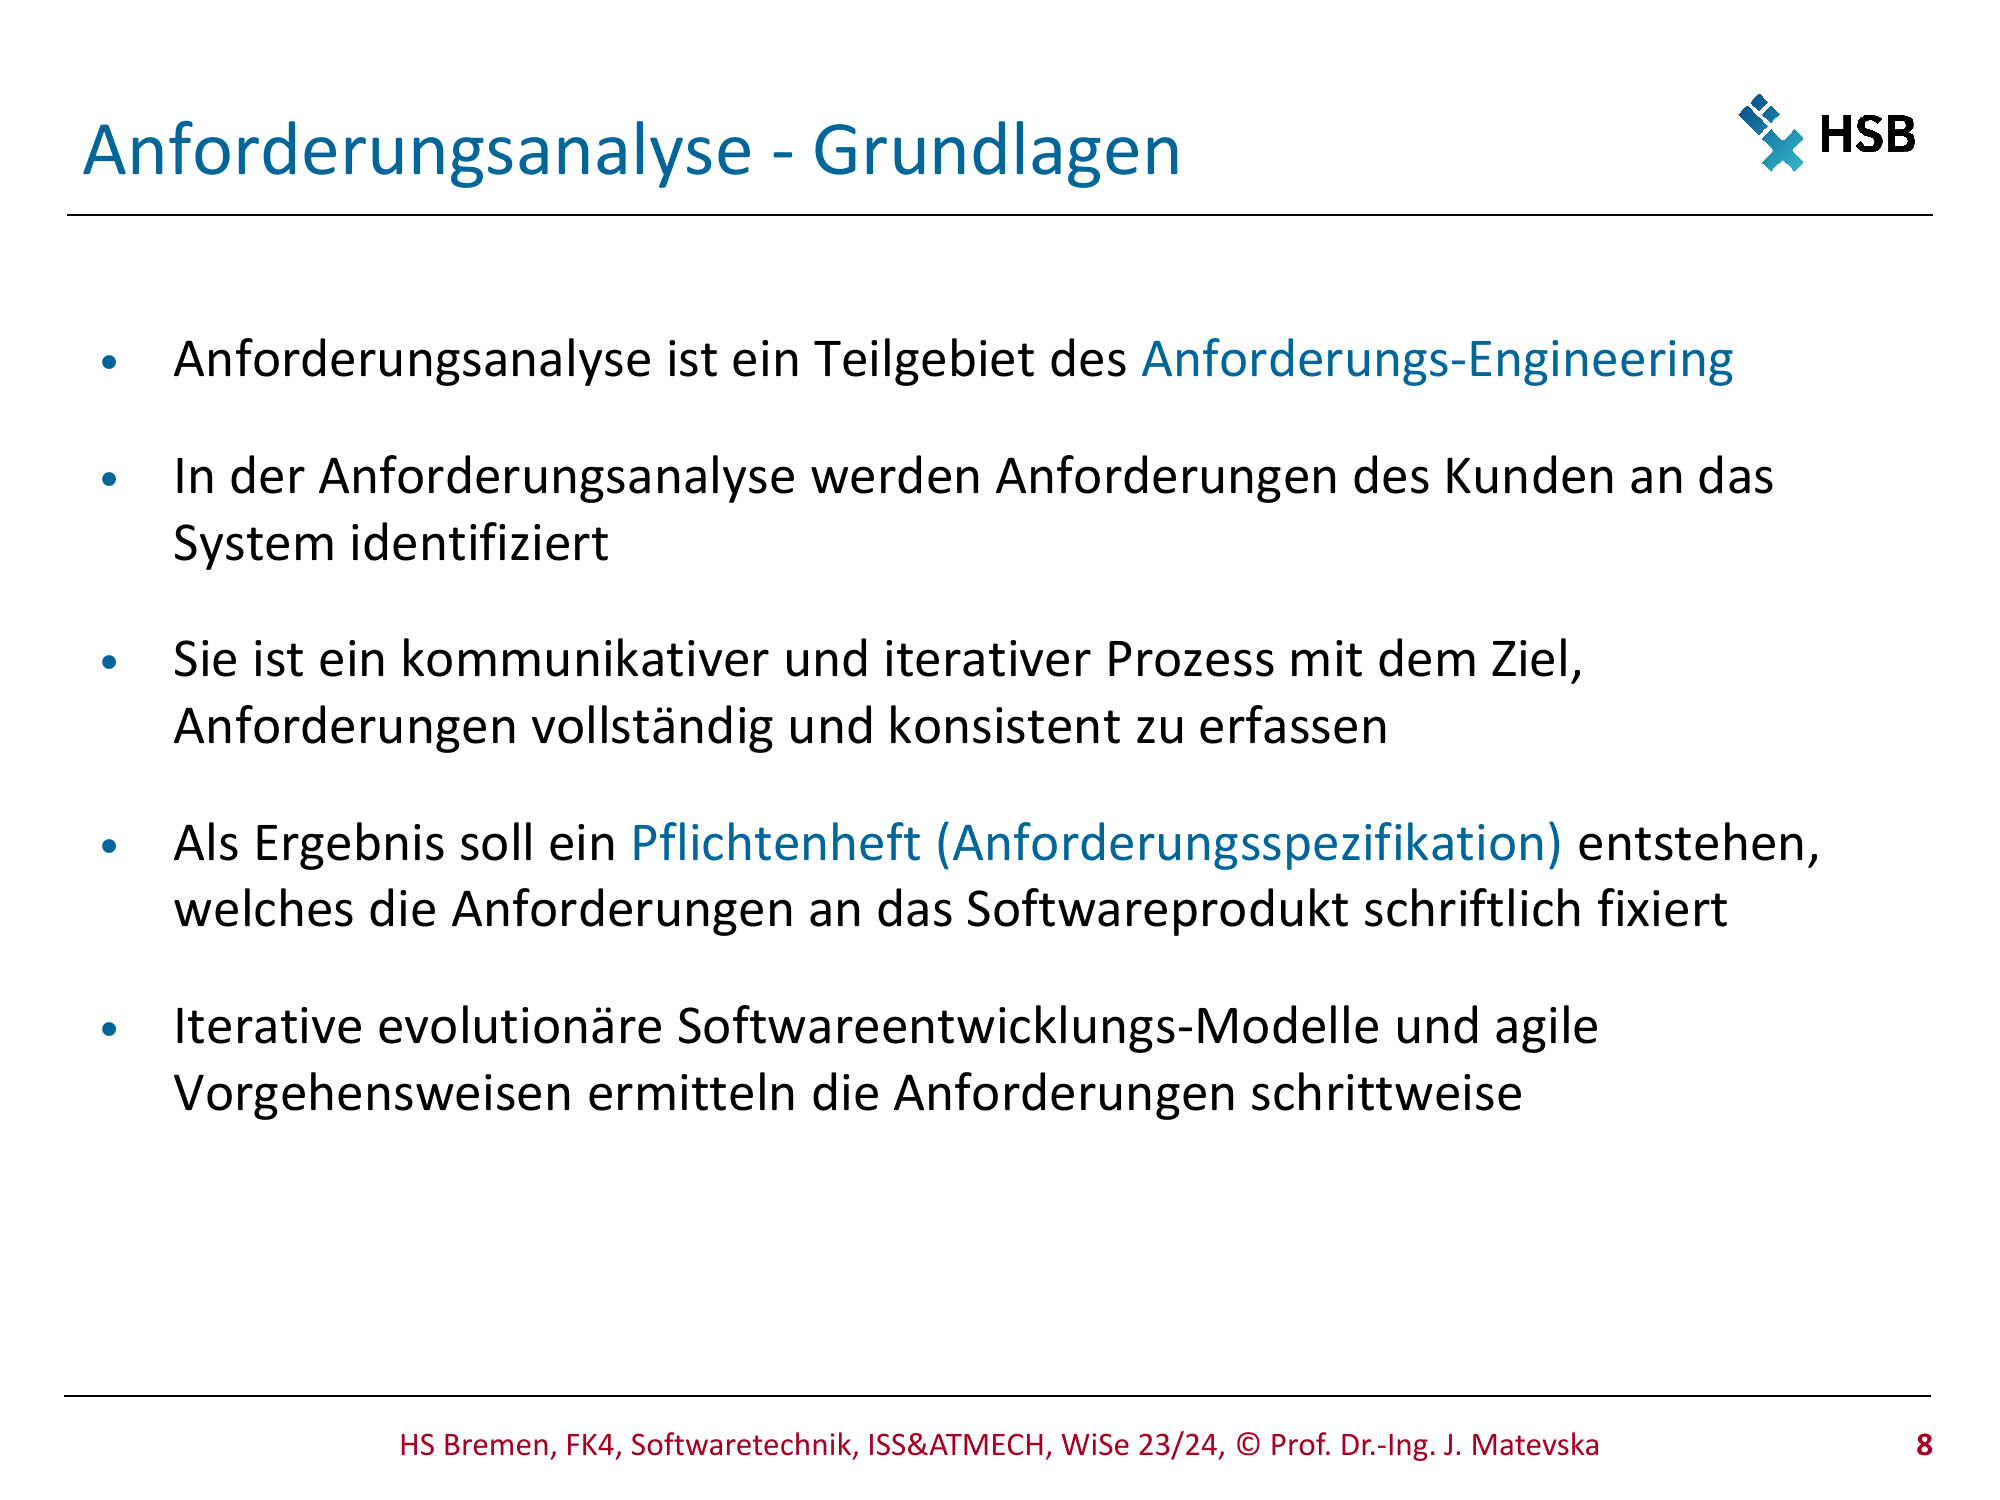 Anforderungsanalyse - Grundlagen
HSB
• Anforderungsanalyse ist ein Teilgebiet des Anforderungs-Engineering
• In der Anforderungsanalyse werden Anforderungen des Kunden an das
System identifiziert
• Sie ist ein kommunikativer und iterativer Prozess mit dem Ziel,
Anforderungen vollständig und konsistent zu erfassen
• Als Ergebnis soll ein Pflichtenheft (Anforderungsspezifikation) entstehen,
welches die Anforderungen an das Softwareprodukt schriftlich fixiert
• Iterative evolutionäre Softwareentwicklungs-Modelle und agile
Vorgehensweisen ermitteln die Anforderungen schrittweise
HS Bremen, FK4, Softwaretechnik, ISS&ATMECH, WiSe 23/24, © Prof. Dr.-Ing. J. Matevska
8